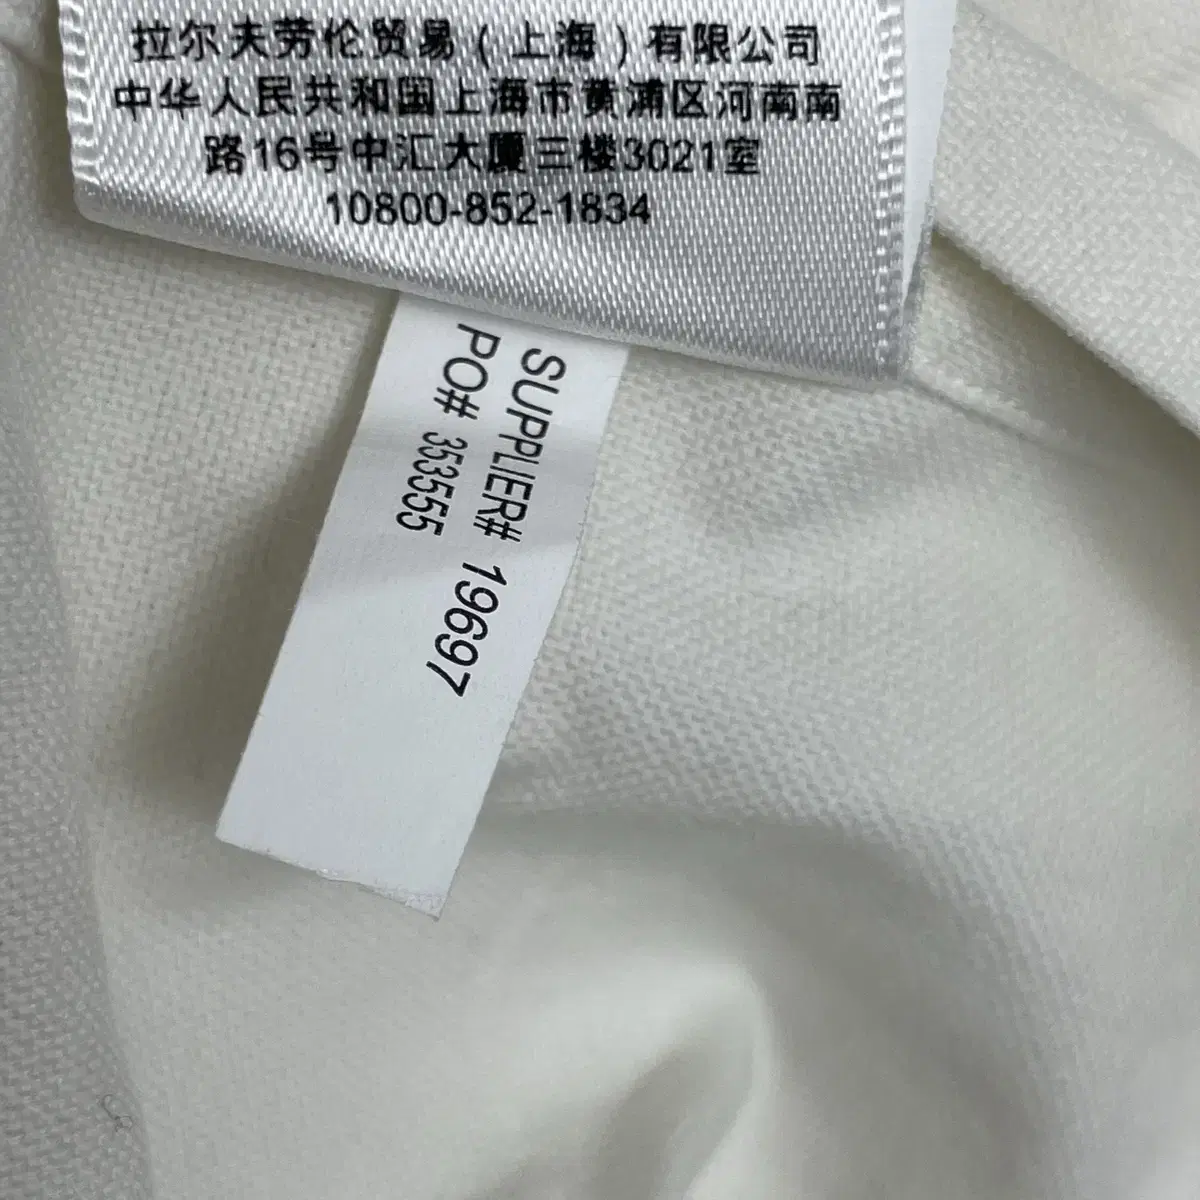 拉尔夫劳伦贸易（上海）有限公司
中华人民共和国上海市黄浦区河南南
路16号中汇大厦三楼3021室
10800-852-1834
SUPPLIER# 19697
PO# 353555